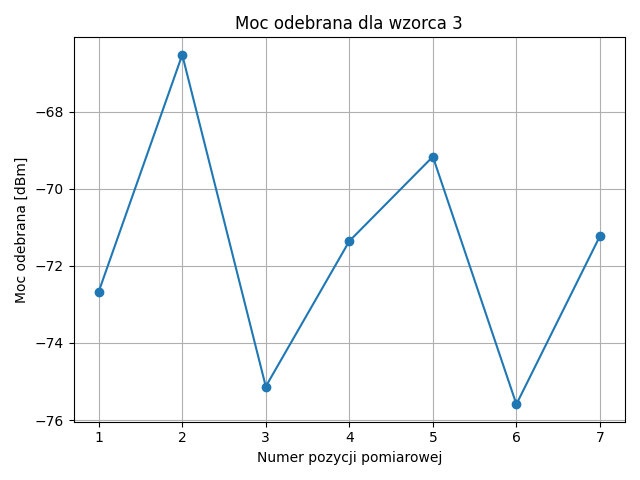 Moc odebrana dla wzorca 3
Moc odebrana [dBm]
−68
−70
−72
−74
−76
1 2 3 4 5 6 7
Numer pozycji pomiarowej